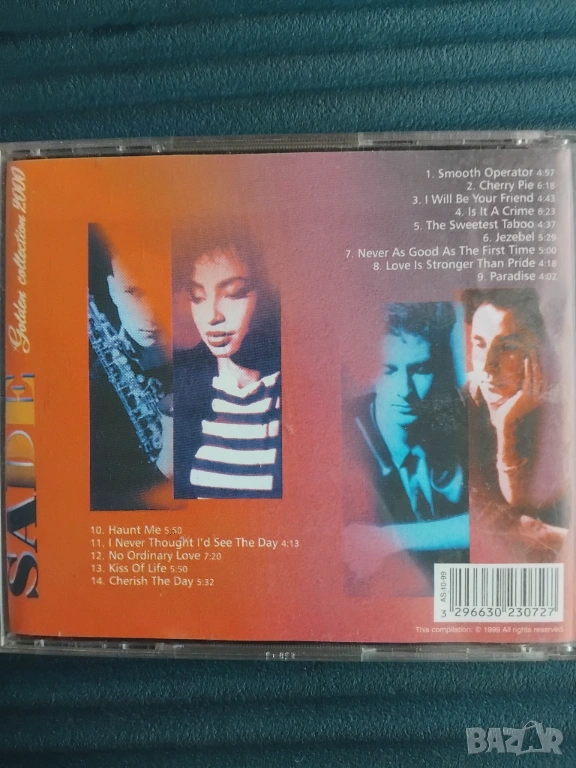 SADE
Golden collection 2000
1. Smooth Operator 4:57
2. Cherry Pie 6:18
3. I Will Be Your Friend 4:43
4. Is It A Crime 6:23
5. The Sweetest Taboo 4:37
6. Jezebel 5:29
7. Never As Good As The First Time 5:00
8. Love Is Stronger Than Pride 4:18
9. Paradise 4:02
10. Haunt Me 5:50
11. I Never Thought I'd See The Day 4:13
12. No Ordinary Love 7:20
13. Kiss Of Life 5:50
14. Cherish The Day 5:32
AS-10-99
3 296630 230727
This compilation: © 1999 All rights reserved.
BAZAR